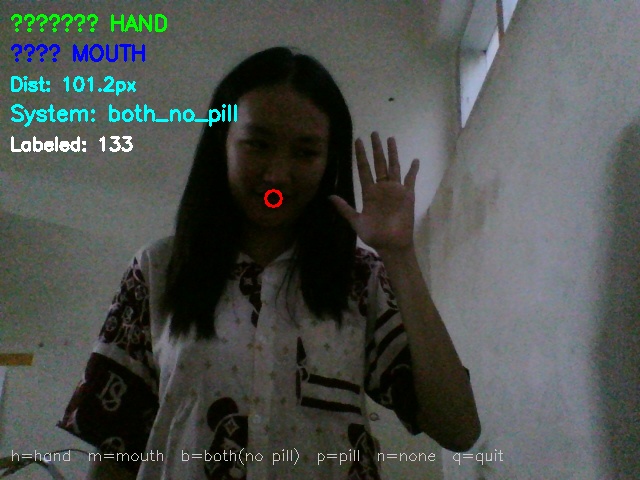 ??????? HAND
???? MOUTH
Dist: 101.2px
System: both_no_pill
Labeled: 133
h=hand m=mouth b=both(no pill) p=pill n=none q=quit